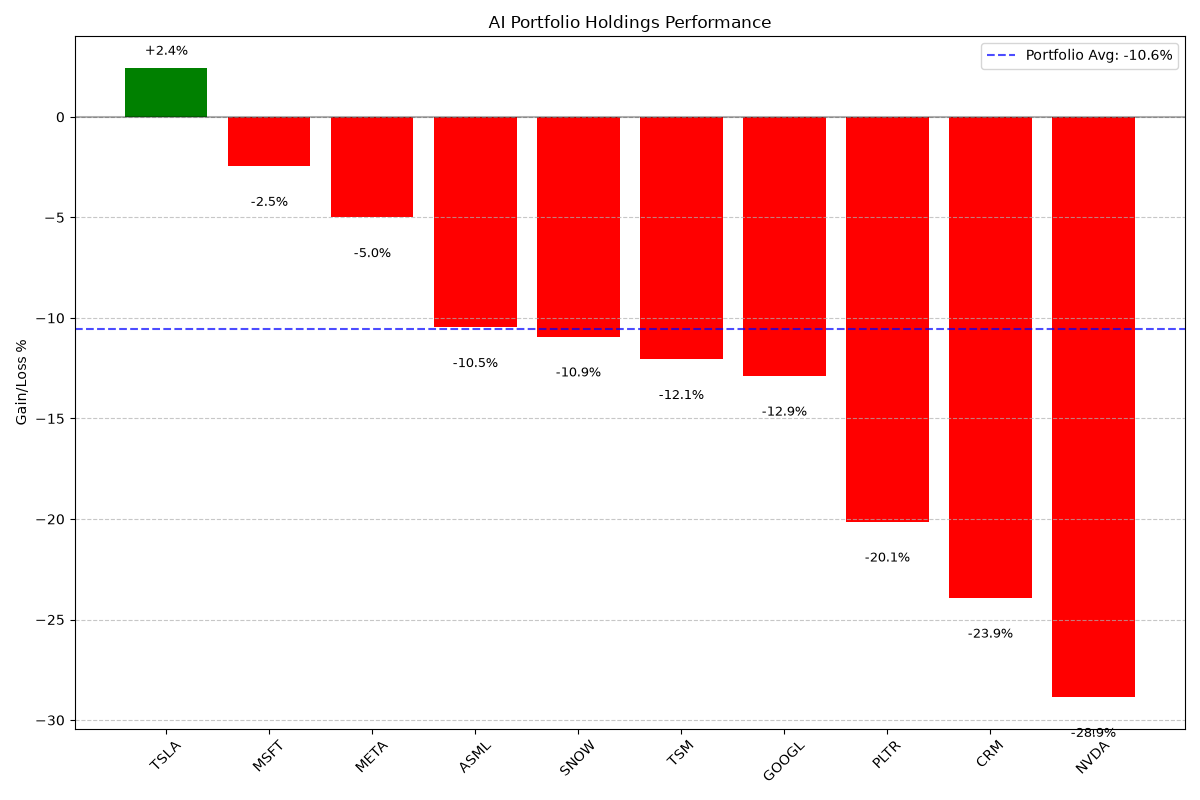 AI Portfolio Holdings Performance
Portfolio Avg: -10.6%
+2.4%
-2.5%
-5.0%
-10.5%
-10.9%
-12.1%
-12.9%
-20.1%
-23.9%
-28.9%
Gain/Loss %
0
−5
−10
−15
−20
−25
−30
TSLA
MSFT
META
ASML
SNOW
TSM
GOOGL
PLTR
CRM
NVDA